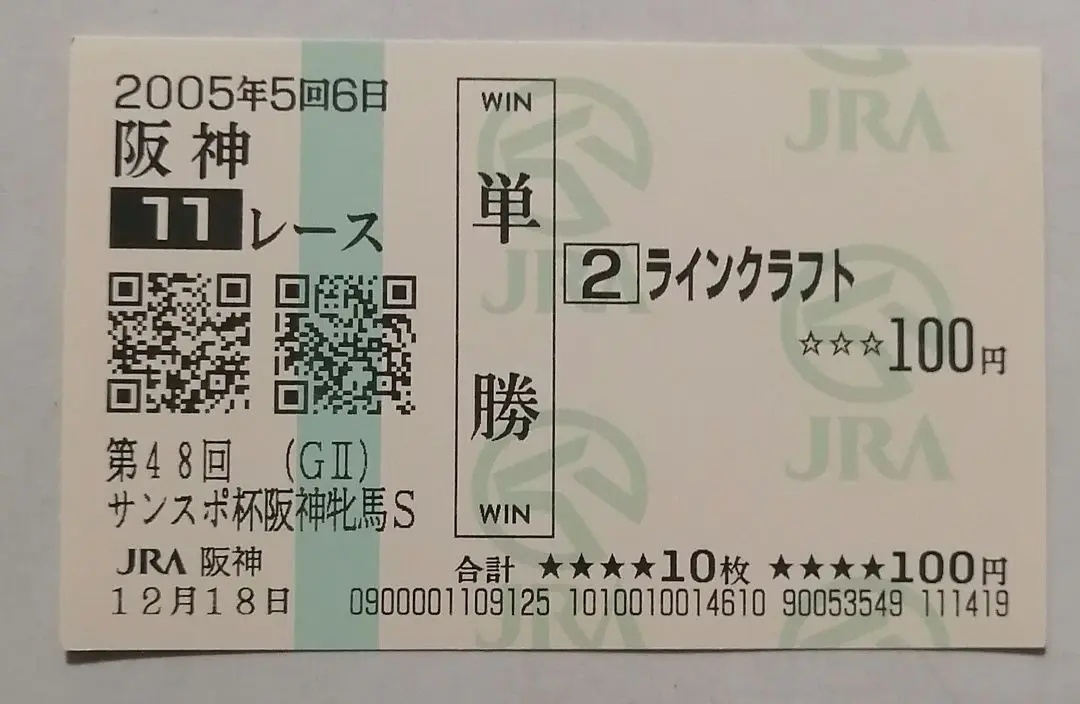 2005年5回6日
阪神
11レース
第48回 (GⅡ)
サンスポ杯阪神牝馬S
JRA 阪神
12月18日
WIN
単勝
WIN
2 ラインクラフト
☆☆☆100円
合計 ★★★★10枚 ★★★★100円
0900001109125 1010010014610 90053549 111419
JRA
JRA
JRA
JRA